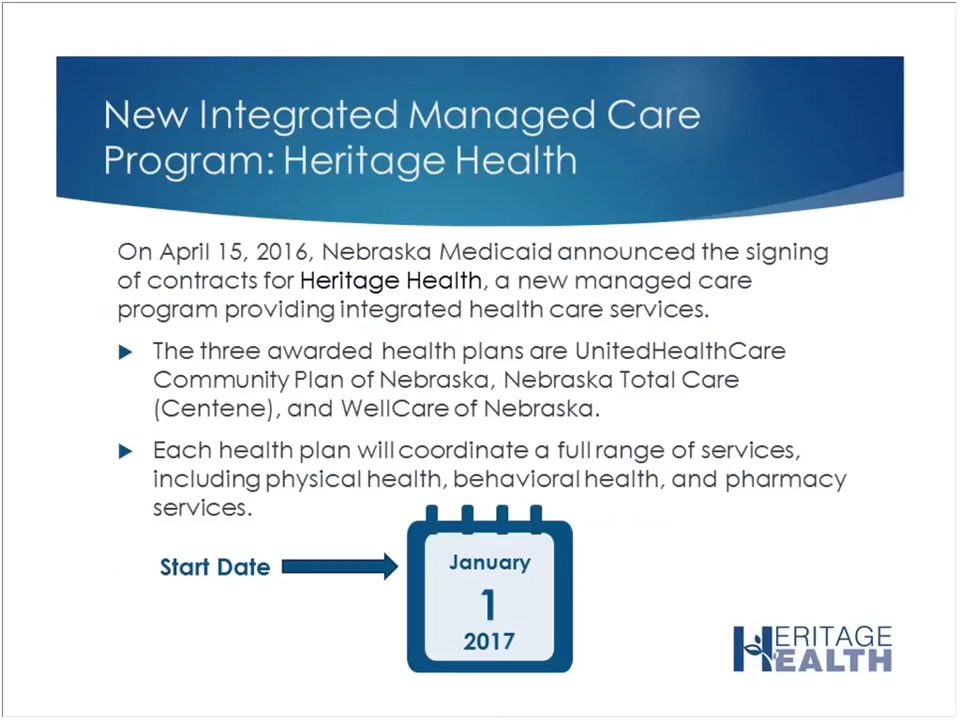 New Integrated Managed Care
Program: Heritage Health
On April 15, 2016, Nebraska Medicaid announced the signing
of contracts for Heritage Health, a new managed care
program providing integrated health care services.
The three awarded health plans are UnitedHealthCare
Community Plan of Nebraska, Nebraska Total Care
(Centene), and WellCare of Nebraska.
Each health plan will coordinate a full range of services,
including physical health, behavioral health, and pharmacy
services.
Start Date
January
1
2017
HERITAGE
HEALTH